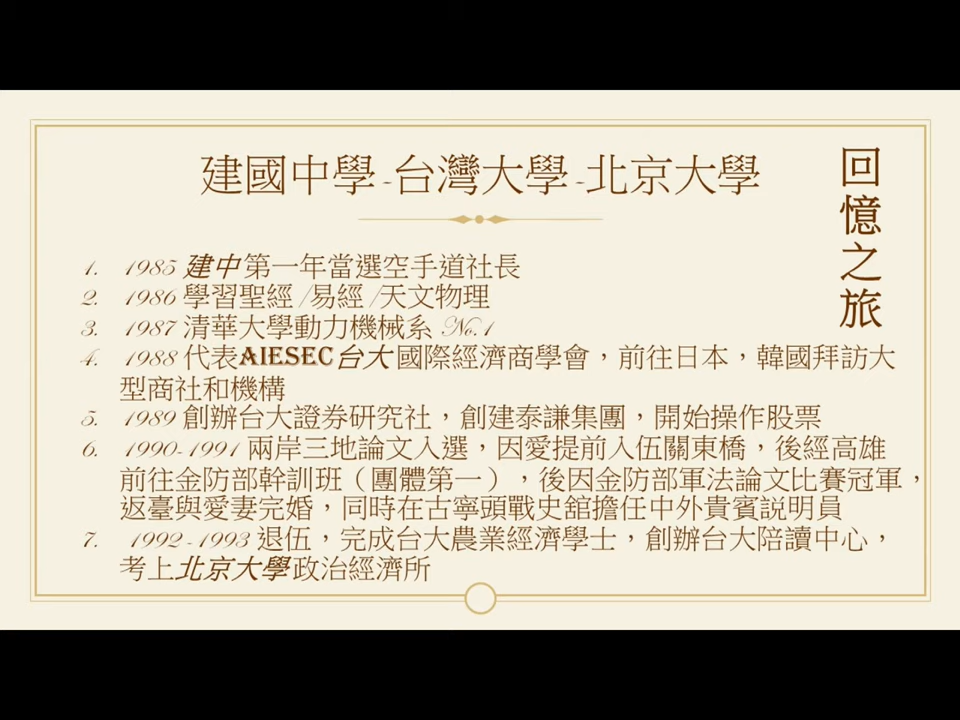 建國中學-台灣大學-北京大學
回憶之旅
1. 1985 建中 第一年當選空手道社長
2. 1986 學習聖經 /易經 /天文物理
3. 1987 清華大學動力機械系 No.1
4. 1988 代表AIESEC台大 國際經濟商學會，前往日本，韓國拜訪大
型商社和機構
5. 1989 創辦台大證券研究社，創建泰謙集團，開始操作股票
6. 1990-1991 兩岸三地論文入選，因愛提前入伍關東橋，後經高雄
前往金防部幹訓班（團體第一），後因金防部軍法論文比賽冠軍，
返臺與愛妻完婚，同時在古寧頭戰史舘擔任中外貴賓説明員
7. 1992-1993 退伍，完成台大農業經濟學士，創辦台大陪讀中心，
考上北京大學 政治經濟所